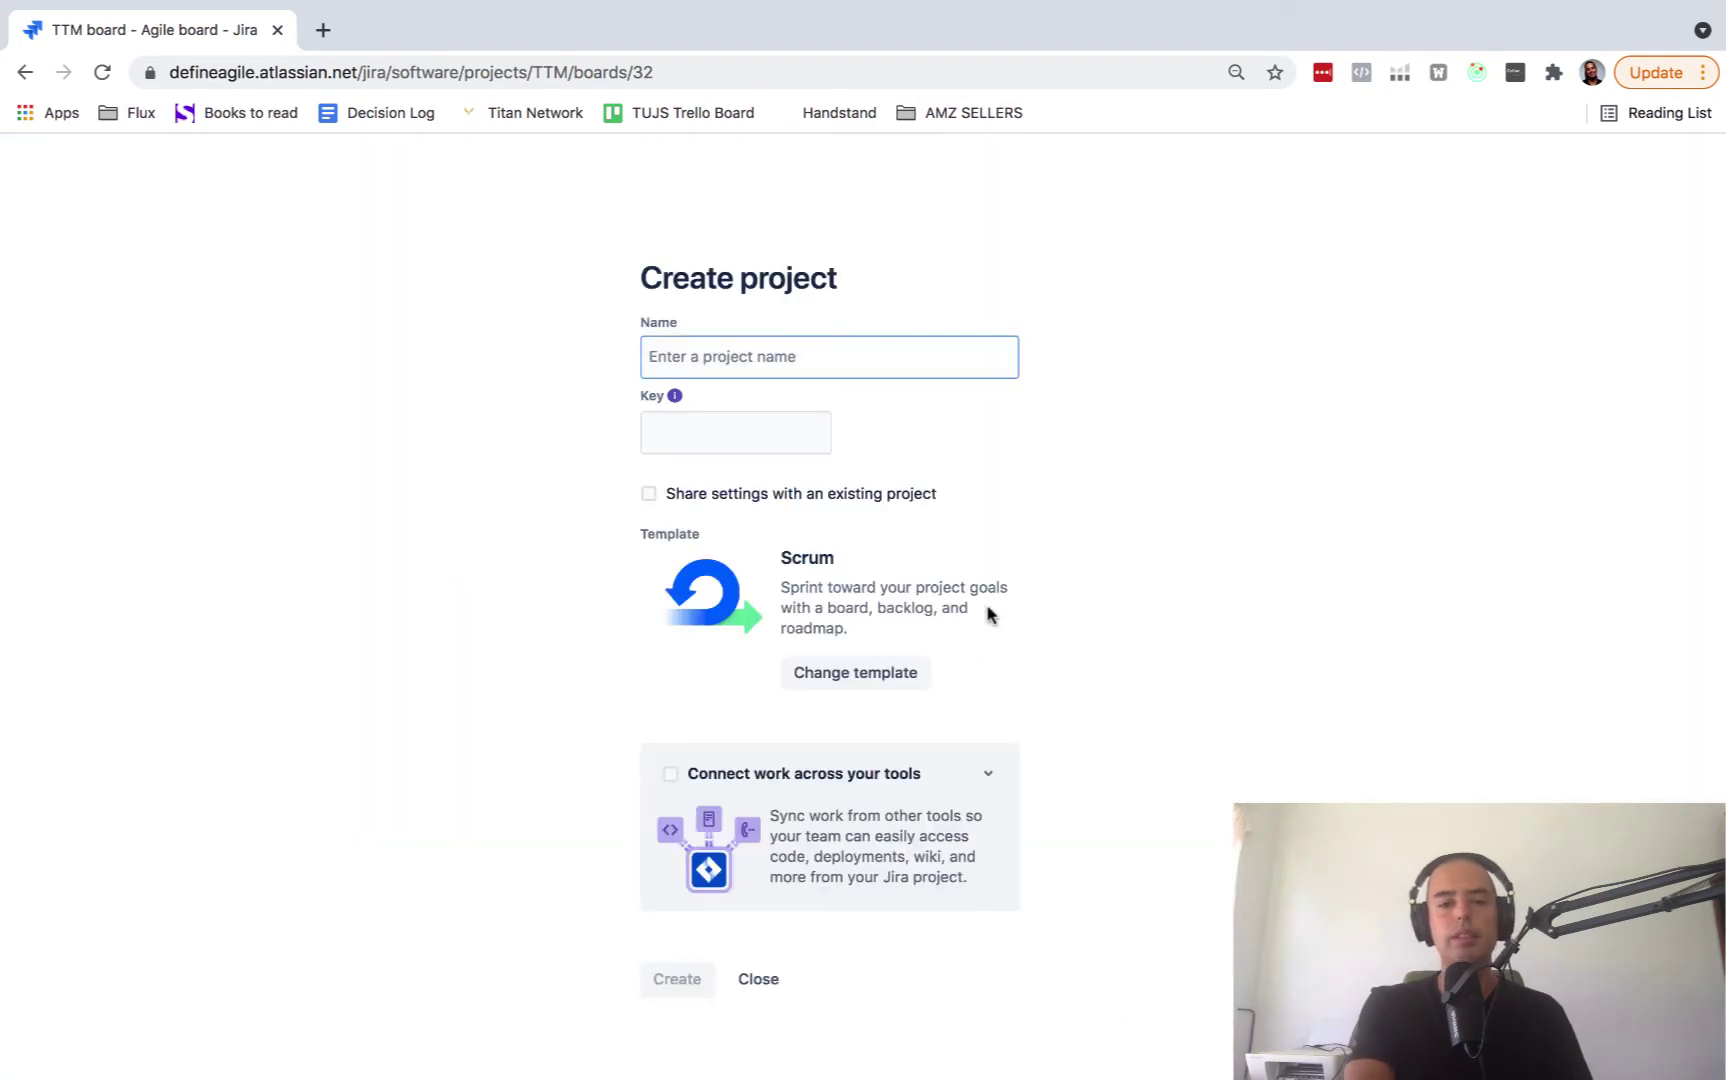 TTM board - Agile board - Jira
defineagile.atlassian.net/jira/software/projects/TTM/boards/32
Update
Apps
Flux
Books to read
Decision Log
Titan Network
TUJS Trello Board
Handstand
AMZ SELLERS
Reading List
Create project
Name
Enter a project name
Key
Share settings with an existing project
Template
Scrum
Sprint toward your project goals
with a board, backlog, and
roadmap.
Change template
Connect work across your tools
Sync work from other tools so
your team can easily access
code, deployments, wiki, and
more from your Jira project.
Create
Close